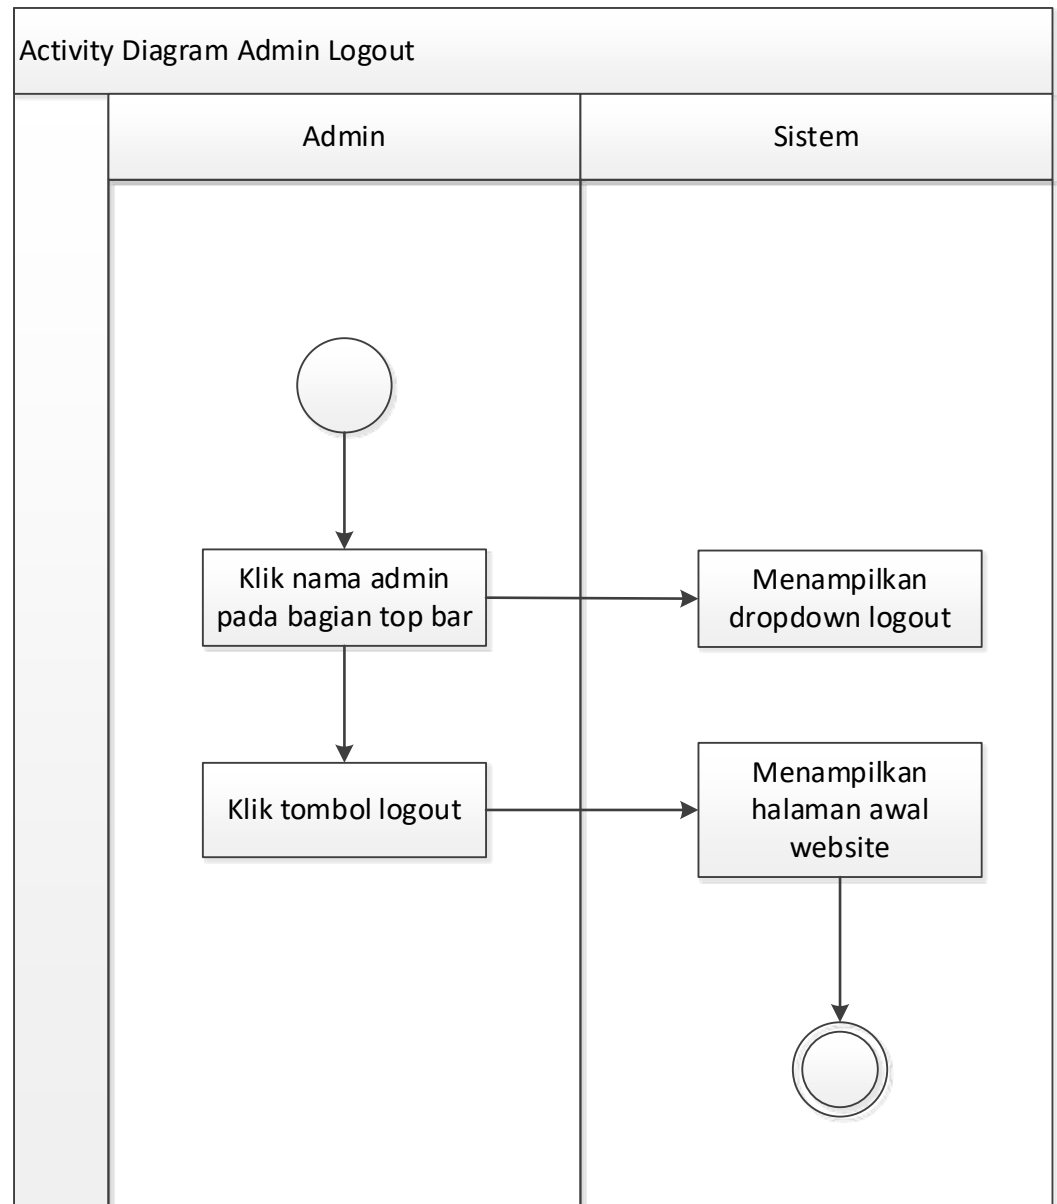 Activity Diagram Admin Logout
Admin
Sistem
Klik nama admin
pada bagian top bar
Menampilkan
dropdown logout
Klik tombol logout
Menampilkan
halaman awal
website